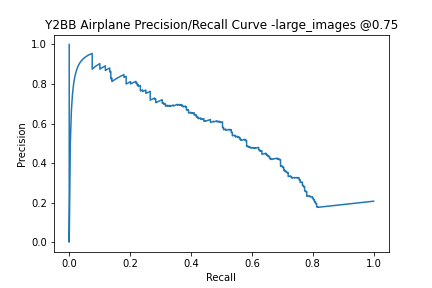 Y2BB Airplane Precision/Recall Curve -large_images @0.75
1.0
0.8
0.6
0.4
0.2
0.0
Precision
0.0 0.2 0.4 0.6 0.8 1.0
Recall